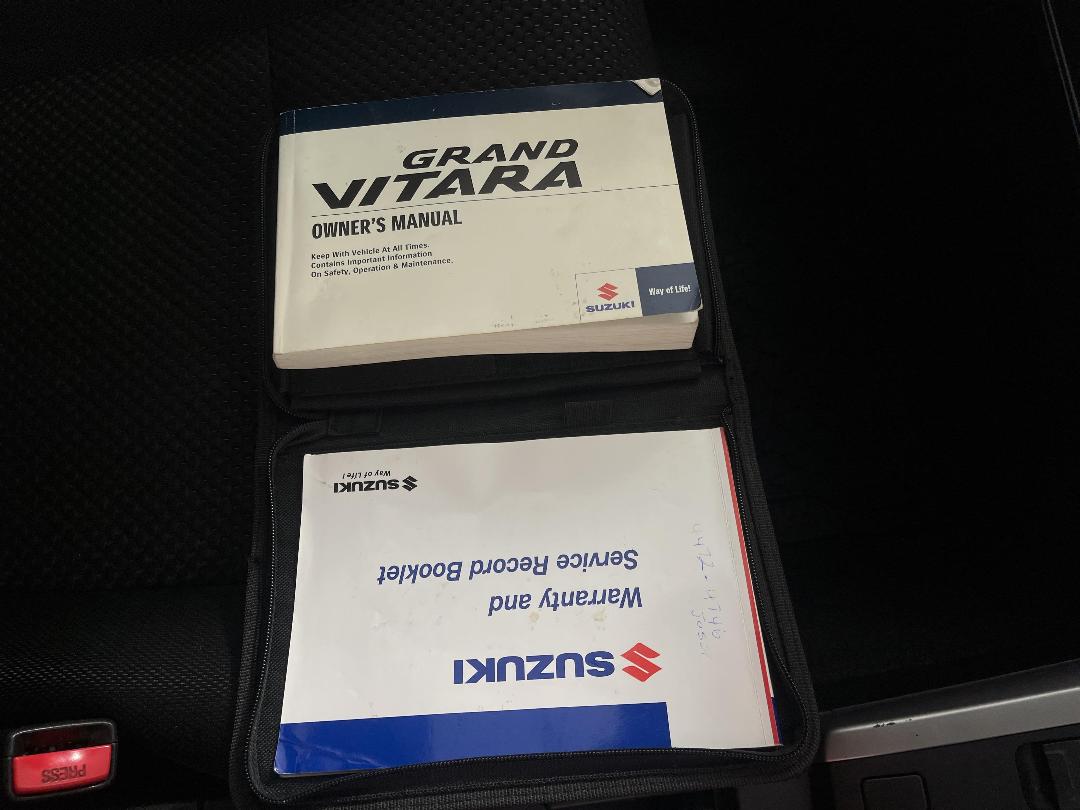 GRAND
VITARA
OWNER'S MANUAL
Keep With Vehicle At All Times.
Contains Important Information
On Safety, Operation & Maintenance.
SUZUKI
Way of Life!
SUZUKI
Warranty and
Service Record Booklet
SUZUKI
Way of Life!
PRESS